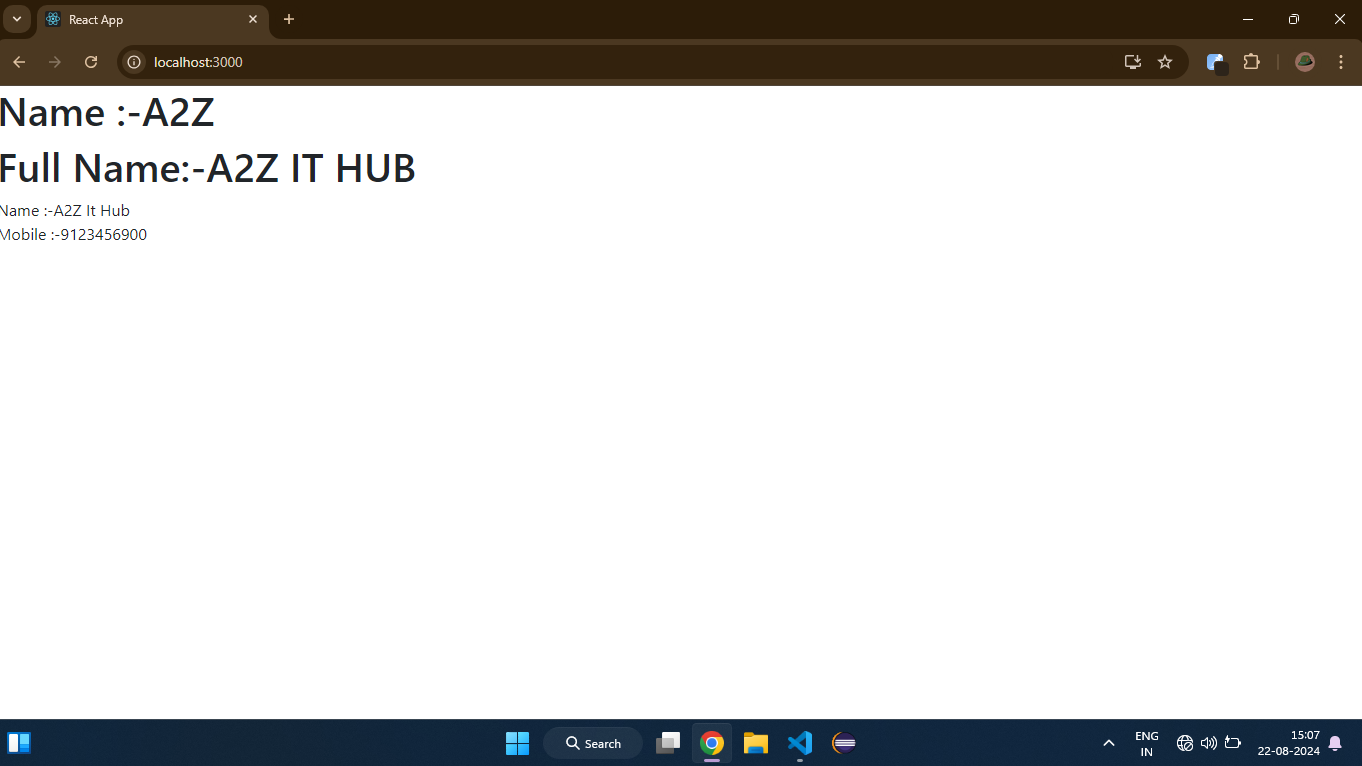 React App
localhost:3000
Name :-A2Z
Full Name:-A2Z IT HUB
Name :-A2Z It Hub
Mobile :-9123456900
Search
ENG
IN
15:07
22-08-2024